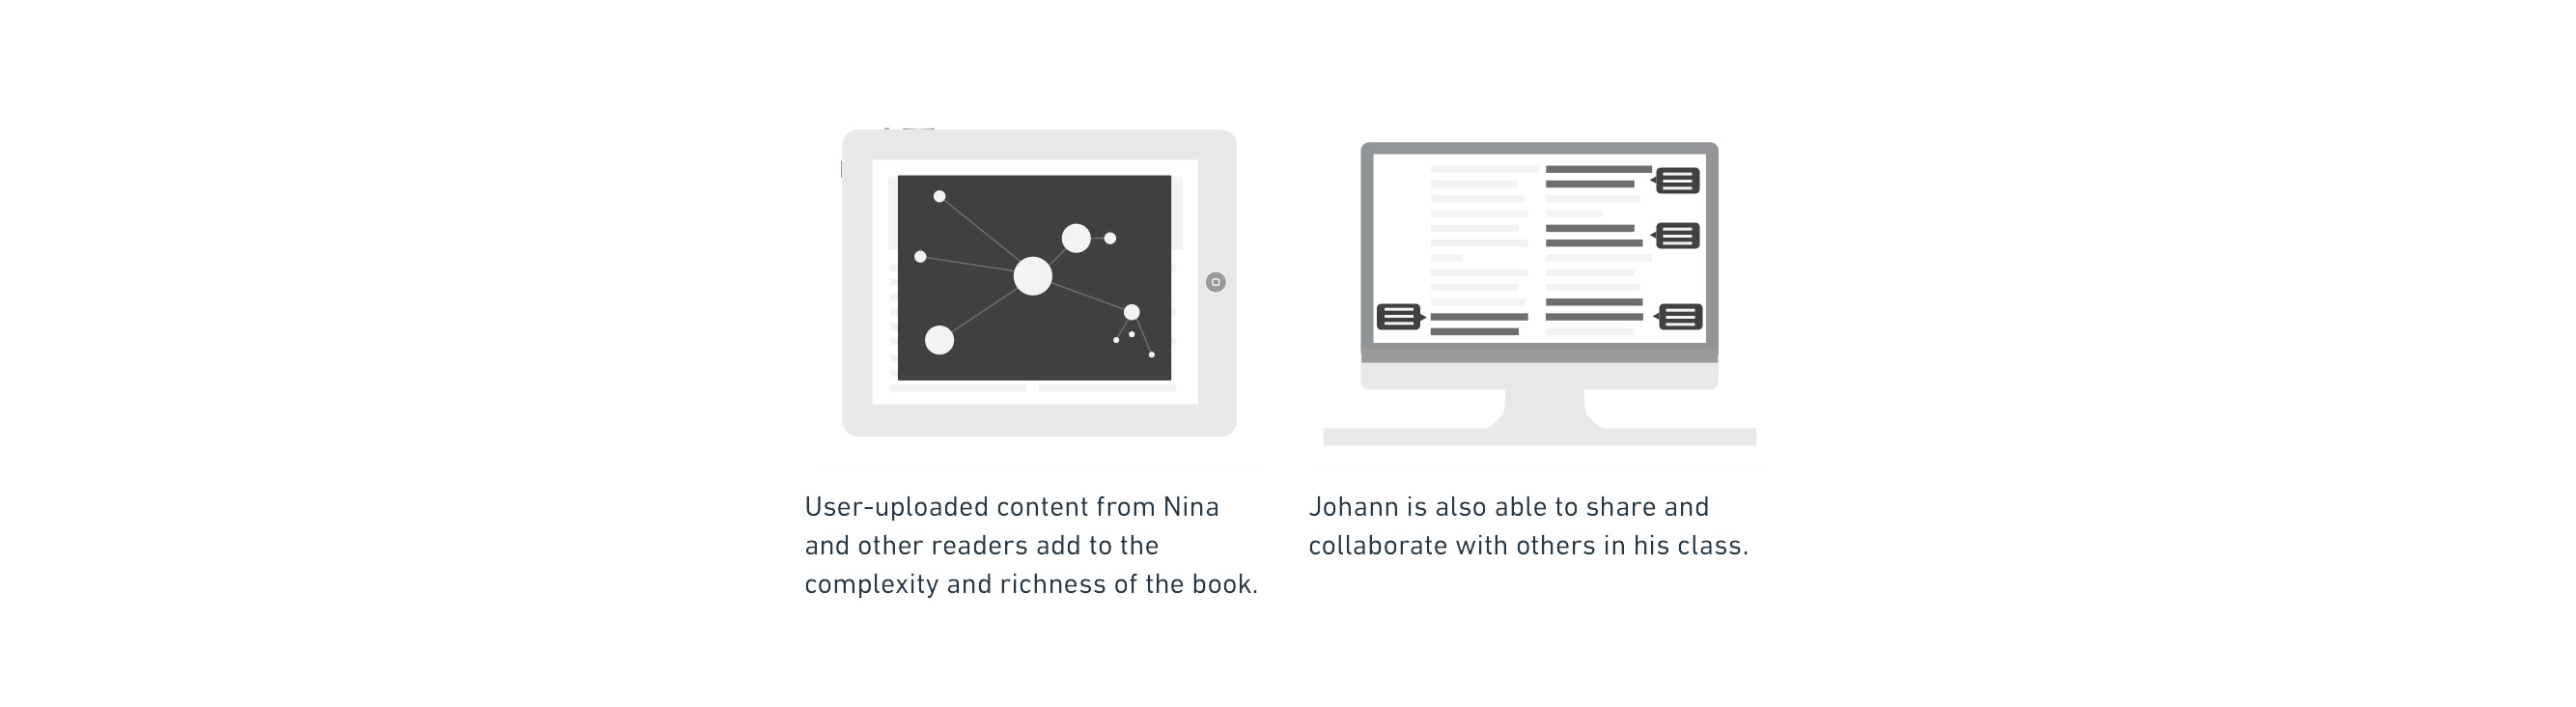 User-uploaded content from Nina
and other readers add to the
complexity and richness of the book.
Johann is also able to share and
collaborate with others in his class.